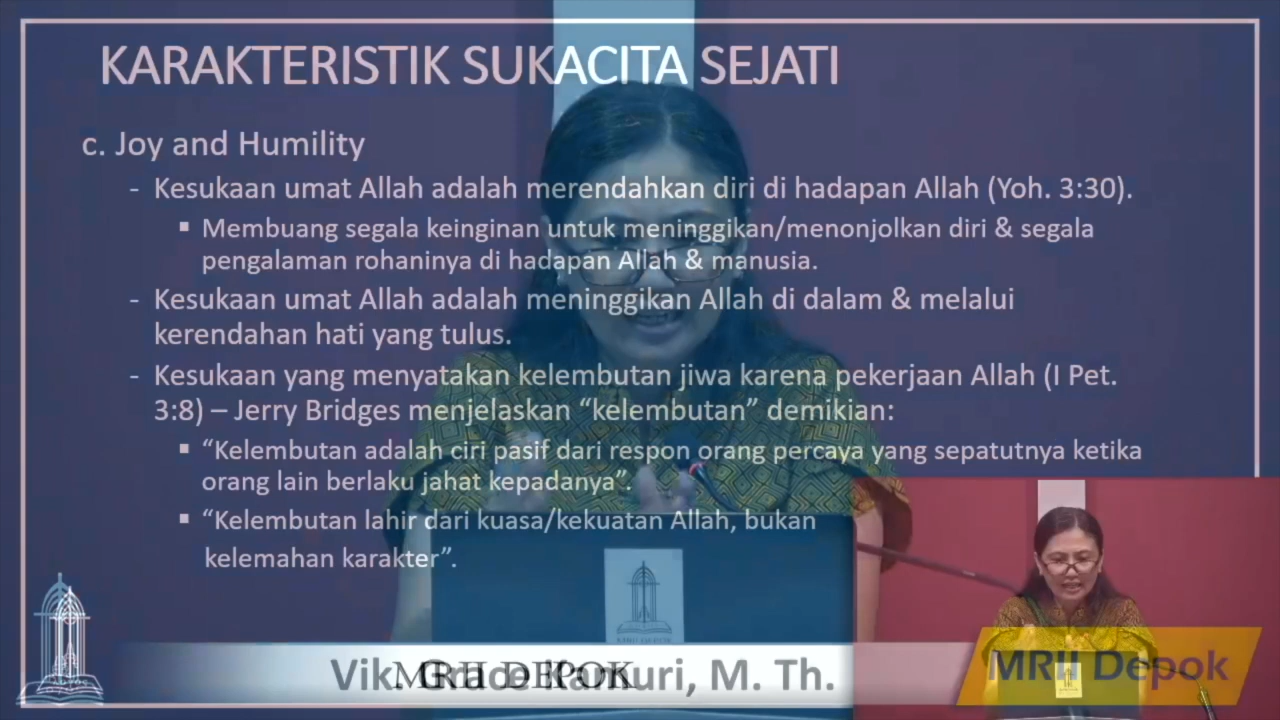 KARAKTERISTIK SUKACITA SEJATI
c. Joy and Humility
- Kesukaan umat Allah adalah merendahkan diri di hadapan Allah (Yoh. 3:30).
▪ Membuang segala keinginan untuk meninggikan/menonjolkan diri & segala
pengalaman rohaninya di hadapan Allah & manusia.
- Kesukaan umat Allah adalah meninggikan Allah di dalam & melalui
kerendahan hati yang tulus.
- Kesukaan yang menyatakan kelembutan jiwa karena pekerjaan Allah (I Pet.
3:8) – Jerry Bridges menjelaskan “kelembutan” demikian:
▪ “Kelembutan adalah ciri pasif dari respon orang percaya yang sepatutnya ketika
orang lain berlaku jahat kepadanya”.
▪ “Kelembutan lahir dari kuasa/kekuatan Allah, bukan
kelemahan karakter”.
MRII DEPOK
Vik. M. Th.
MRII Depok